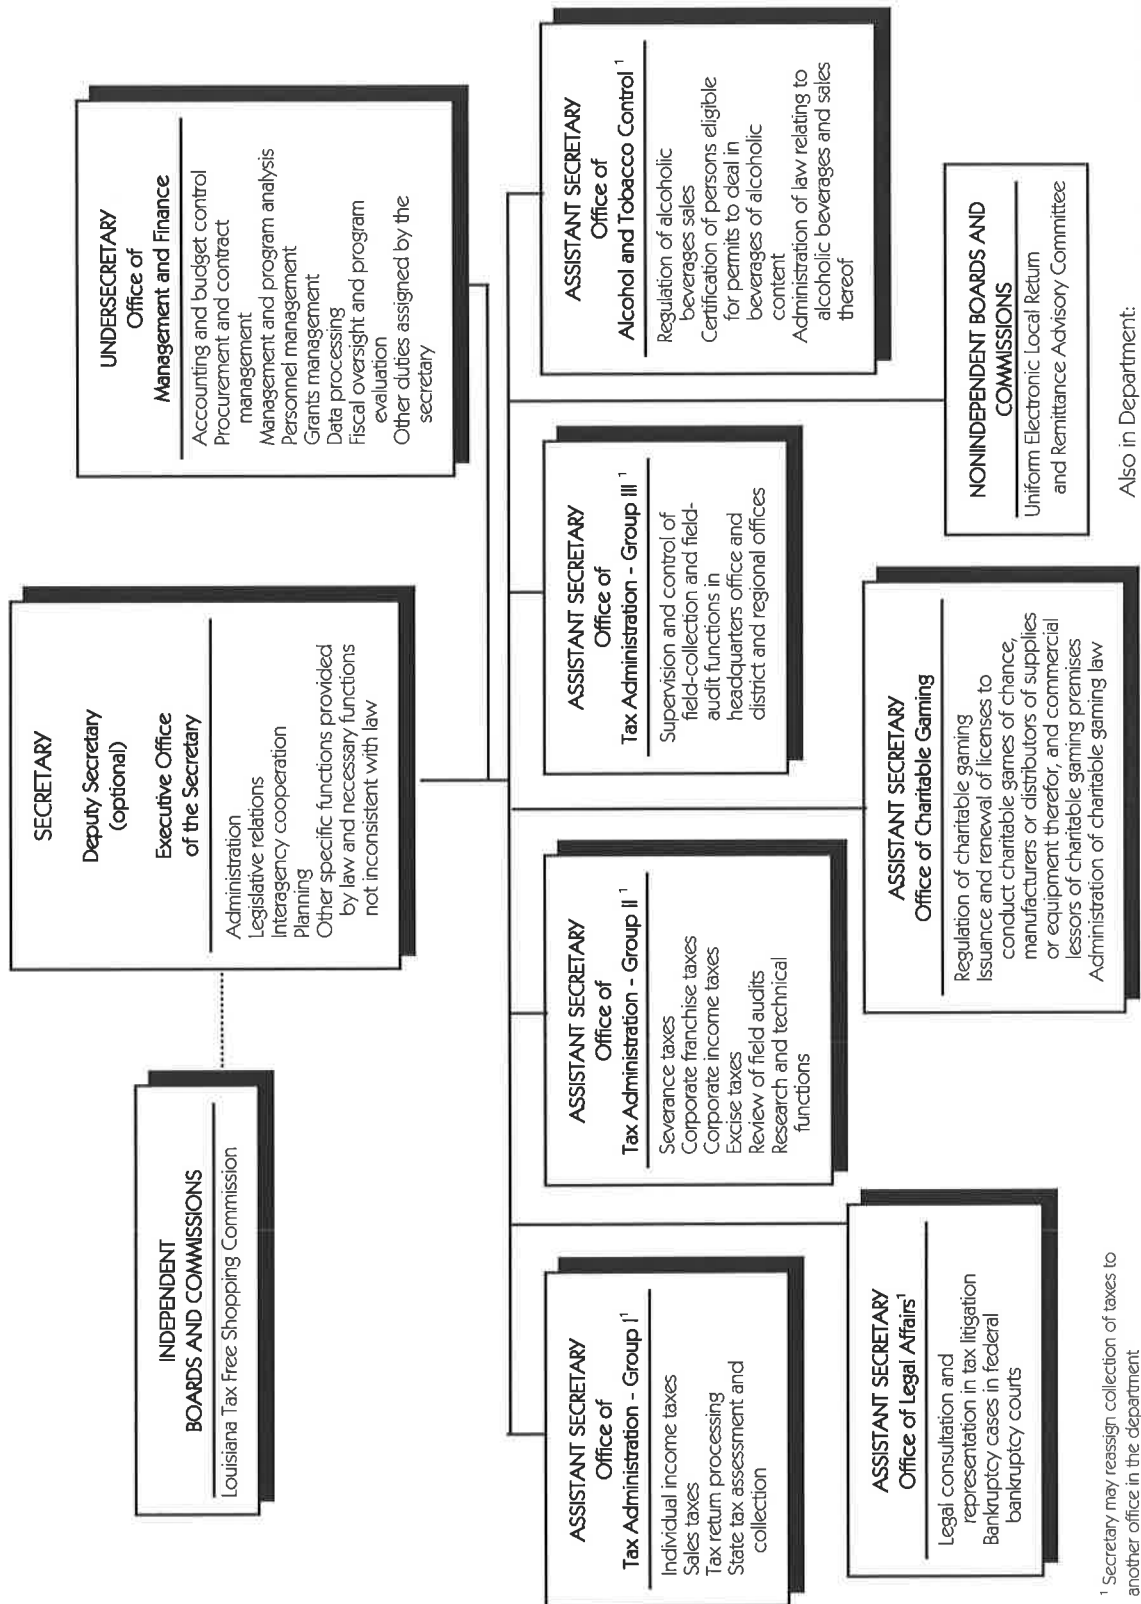 SECRETARY
Deputy Secretary
(optional)
Executive Office
of the Secretary
Administration
Legislative relations
Interagency cooperation
Planning
Other specific functions provided
by law and necessary functions
not inconsistent with law
INDEPENDENT
BOARDS AND COMMISSIONS
Louisiana Tax Free Shopping Commission
UNDERSECRETARY
Office of
Management and Finance
Accounting and budget control
Procurement and contract
management
Management and program analysis
Personnel management
Grants management
Data processing
Fiscal oversight and program
evaluation
Other duties assigned by the
secretary
ASSISTANT SECRETARY
Office of
Tax Administration - Group I¹
Individual income taxes
Sales taxes
Tax return processing
State tax assessment and
collection
ASSISTANT SECRETARY
Office of
Tax Administration - Group II ¹
Severance taxes
Corporate franchise taxes
Corporate income taxes
Excise taxes
Review of field audits
Research and technical
functions
ASSISTANT SECRETARY
Office of
Tax Administration - Group III ¹
Supervision and control of
field-collection and field-
audit functions in
headquarters office and
district and regional offices
ASSISTANT SECRETARY
Office of
Alcohol and Tobacco Control ¹
Regulation of alcoholic
beverages sales
Certification of persons eligible
for permits to deal in
beverages of alcoholic
content
Administration of law relating to
alcoholic beverages and sales
thereof
ASSISTANT SECRETARY
Office of Legal Affairs¹
Legal consultation and
representation in tax litigation
Bankruptcy cases in federal
bankruptcy courts
ASSISTANT SECRETARY
Office of Charitable Gaming
Regulation of charitable gaming
Issuance and renewal of licenses to
conduct charitable games of chance,
manufacturers or distributors of supplies
or equipment therefor, and commercial
lessors of charitable gaming premises
Administration of charitable gaming law
NONINDEPENDENT BOARDS AND
COMMISSIONS
Uniform Electronic Local Return
and Remittance Advisory Committee
Also in Department:
¹ Secretary may reassign collection of taxes to
another office in the department